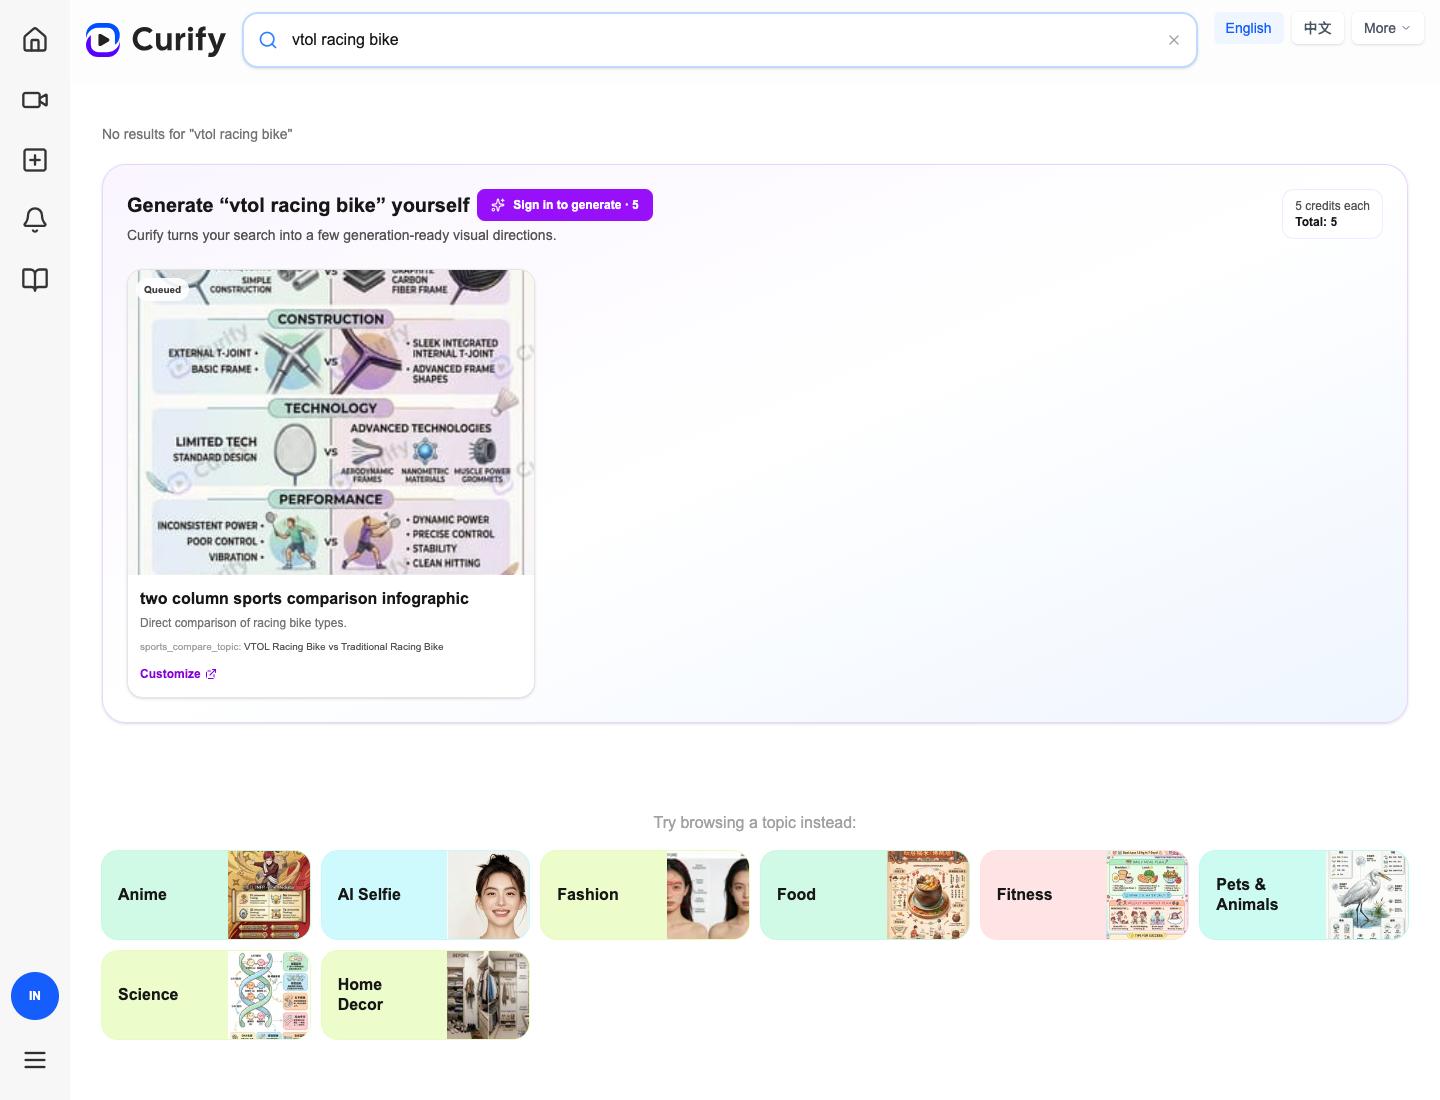 Curify
vtol racing bike
English
中文
More
No results for "vtol racing bike"
Generate “vtol racing bike” yourself
Sign in to generate · 5
5 credits each
Total: 5
Curify turns your search into a few generation-ready visual directions.
Queued
SIMPLE
CONSTRUCTION
VS
GRAPHITE
CARBON
FIBER FRAME
CONSTRUCTION
EXTERNAL T-JOINT •
BASIC FRAME •
VS
• SLEEK INTEGRATED
INTERNAL T-JOINT
• ADVANCED FRAME
SHAPES
TECHNOLOGY
LIMITED TECH
STANDARD DESIGN
VS
ADVANCED TECHNOLOGIES
AERODYNAMIC
FRAMES
NANOMETRIC
MATERIALS
MUSCLE POWER
GROMMETS
PERFORMANCE
INCONSISTENT POWER •
POOR CONTROL •
VIBRATION •
VS
• DYNAMIC POWER
• PRECISE CONTROL
• STABILITY
• CLEAN HITTING
two column sports comparison infographic
Direct comparison of racing bike types.
sports_compare_topic: VTOL Racing Bike vs Traditional Racing Bike
Customize
Try browsing a topic instead:
Anime
AI Selfie
Fashion
Food
Fitness
Pets &
Animals
Science
Home
Decor
BEFORE
AFTER
IN